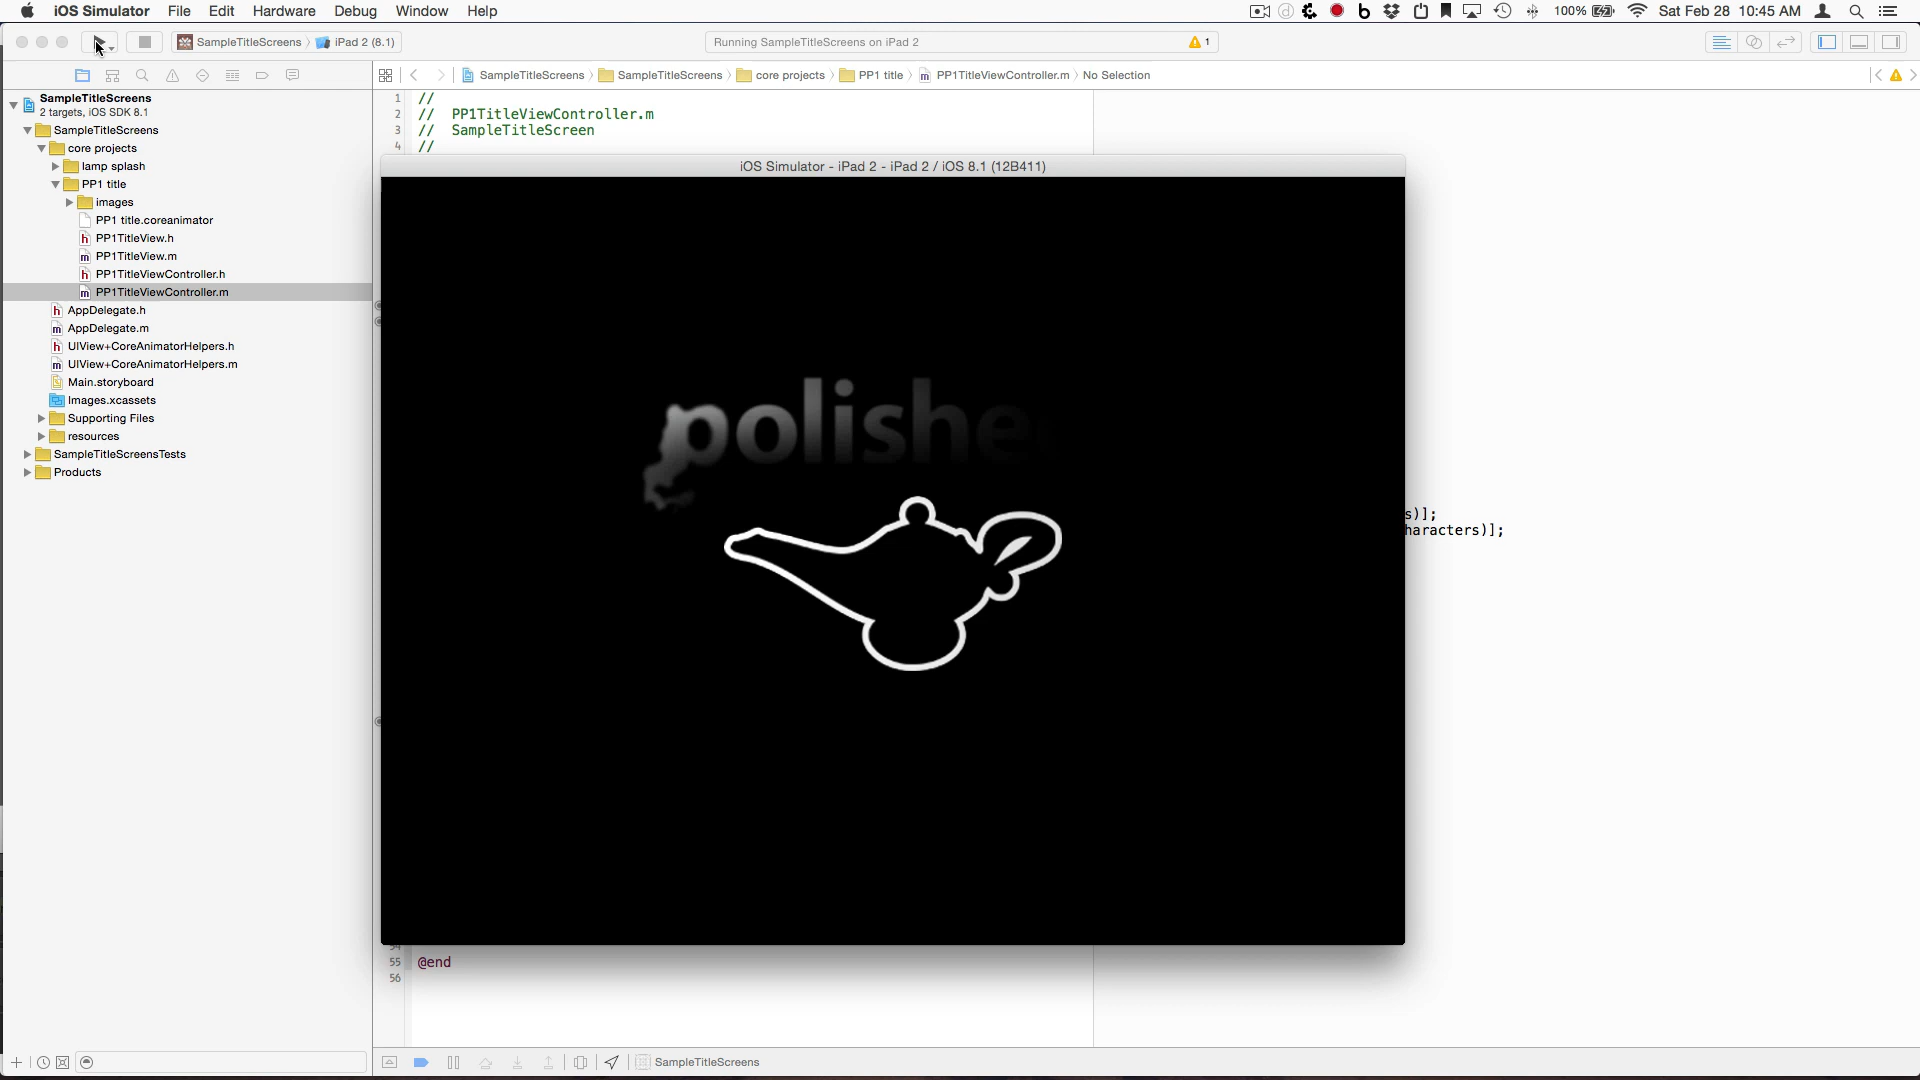 iOS Simulator File Edit Hardware Debug Window Help 100% Sat Feb 28 10:45 AM
SampleTitleScreens iPad 2 (8.1) Running SampleTitleScreens on iPad 2 1
SampleTitleScreens SampleTitleScreens core projects PP1 title PP1TitleViewController.m No Selection
SampleTitleScreens
2 targets, iOS SDK 8.1
SampleTitleScreens
core projects
lamp splash
PP1 title
images
PP1 title.coreanimator
PP1TitleView.h
PP1TitleView.m
PP1TitleViewController.h
PP1TitleViewController.m
AppDelegate.h
AppDelegate.m
UIView+CoreAnimatorHelpers.h
UIView+CoreAnimatorHelpers.m
Main.storyboard
Images.xcassets
Supporting Files
resources
SampleTitleScreensTests
Products
1 //
2 // PP1TitleViewController.m
3 // SampleTitleScreen
4 //
iOS Simulator - iPad 2 - iPad 2 / iOS 8.1 (12B411)
polishe
s)];
haracters)];
55 @end
56
SampleTitleScreens